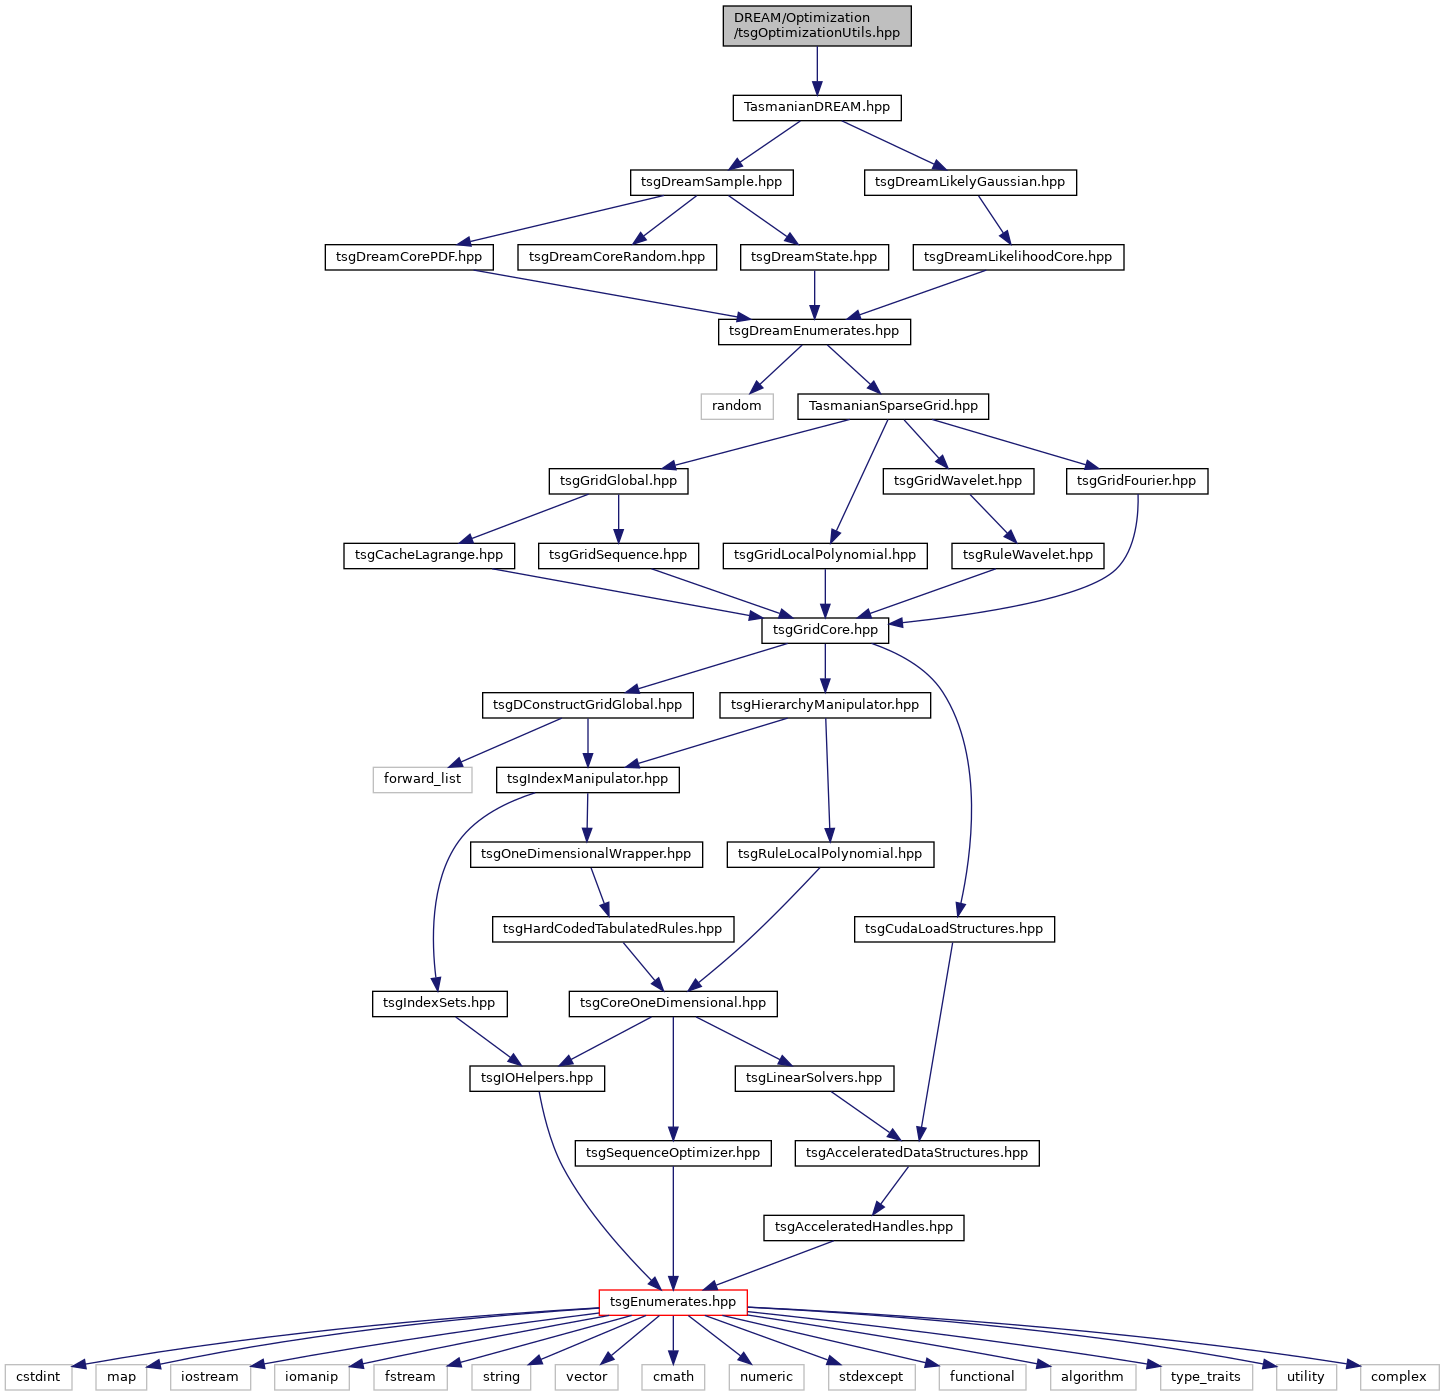 DREAM/Optimization
/tsgOptimizationUtils.hpp
TasmanianDREAM.hpp
tsgDreamSample.hpp
tsgDreamLikelyGaussian.hpp
tsgDreamCorePDF.hpp
tsgDreamCoreRandom.hpp
tsgDreamState.hpp
tsgDreamLikelihoodCore.hpp
tsgDreamEnumerates.hpp
random
TasmanianSparseGrid.hpp
tsgGridGlobal.hpp
tsgGridWavelet.hpp
tsgGridFourier.hpp
tsgCacheLagrange.hpp
tsgGridSequence.hpp
tsgGridLocalPolynomial.hpp
tsgRuleWavelet.hpp
tsgGridCore.hpp
tsgDConstructGridGlobal.hpp
tsgHierarchyManipulator.hpp
forward_list
tsgIndexManipulator.hpp
tsgOneDimensionalWrapper.hpp
tsgRuleLocalPolynomial.hpp
tsgHardCodedTabulatedRules.hpp
tsgCudaLoadStructures.hpp
tsgIndexSets.hpp
tsgCoreOneDimensional.hpp
tsgIOHelpers.hpp
tsgLinearSolvers.hpp
tsgSequenceOptimizer.hpp
tsgAcceleratedDataStructures.hpp
tsgAcceleratedHandles.hpp
tsgEnumerates.hpp
cstdint
map
iostream
iomanip
fstream
string
vector
cmath
numeric
stdexcept
functional
algorithm
type_traits
utility
complex